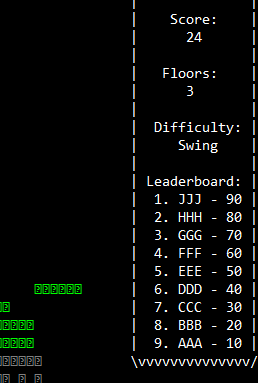 Score:
24
Floors:
3
Difficulty:
Swing
Leaderboard:
1. JJJ - 90
2. HHH - 80
3. GGG - 70
4. FFF - 60
5. EEE - 50
6. DDD - 40
7. CCC - 30
8. BBB - 20
9. AAA - 10
\vvvvvvvvvvvvvv/